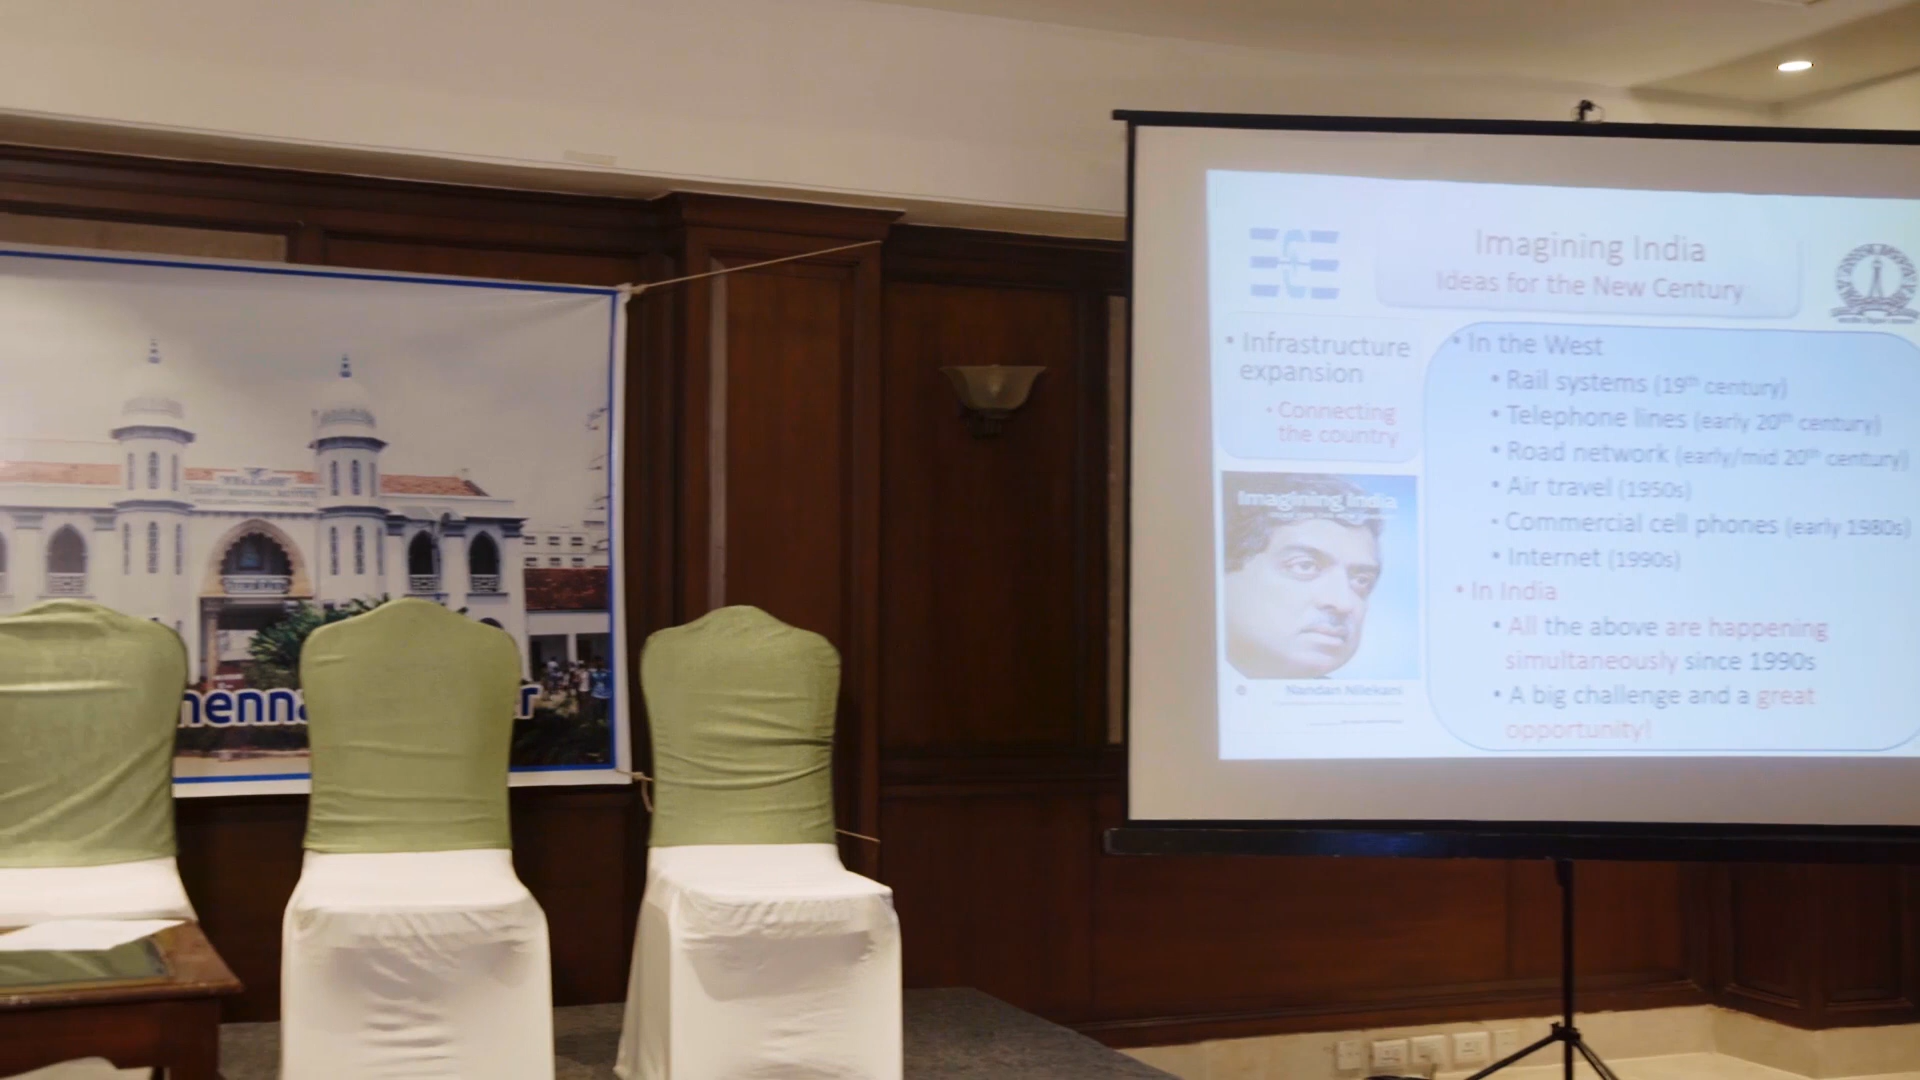 henna
r
Imagining India
Ideas for the New Century
• Infrastructure
expansion
• Connecting
the country
Imagining India
Nandan Nilekani
• In the West
• Rail systems (19th century)
• Telephone lines (early 20th century)
• Road network (early/mid 20th century)
• Air travel (1950s)
• Commercial cell phones (early 1980s)
• Internet (1990s)
• In India
• All the above are happening
simultaneously since 1990s
• A big challenge and a great
opportunity!